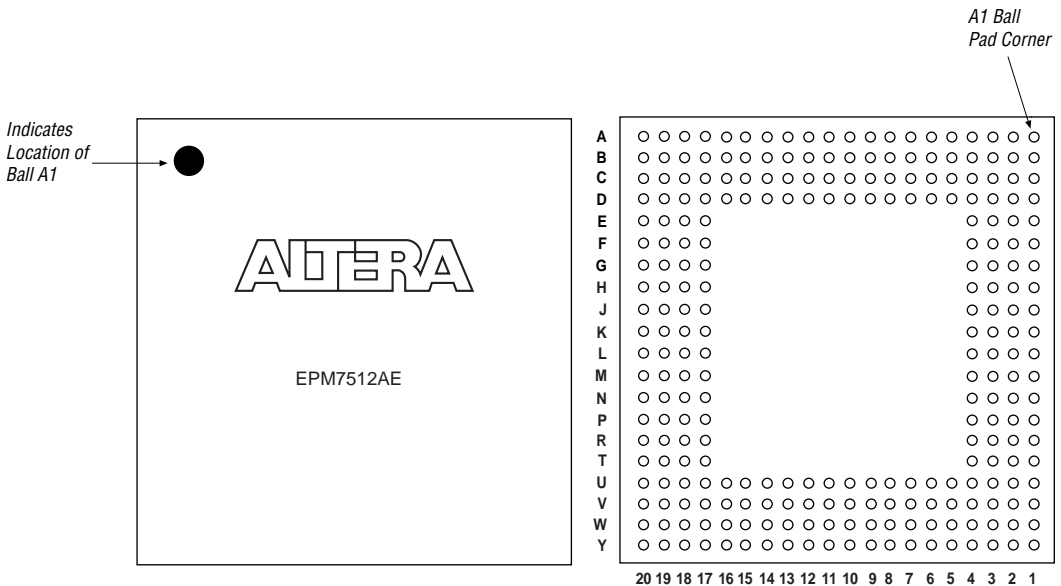 A1 Ball
Pad Corner
Indicates
Location of
Ball A1
ALTERA
EPM7512AE
A
B
C
D
E
F
G
H
J
K
L
M
N
P
R
T
U
V
W
Y
20 19 18 17 16 15 14 13 12 11 10 9 8 7 6 5 4 3 2 1